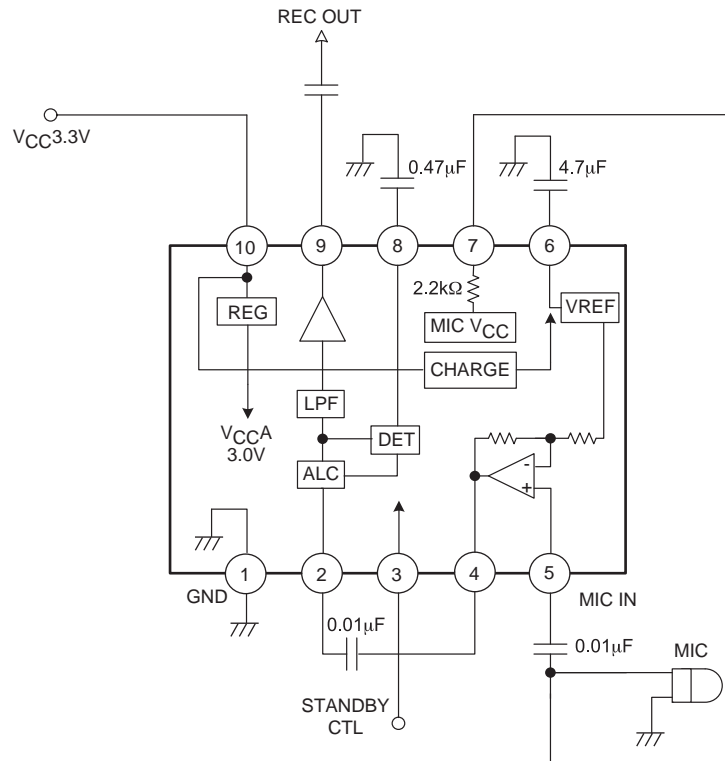 REC OUT
VCC3.3V
0.47μF
4.7μF
10
9
8
7
6
2.2kΩ
REG
MIC VCC
VREF
CHARGE
LPF
VCCA
3.0V
DET
ALC
-
+
1
2
3
4
5
GND
MIC IN
0.01μF
0.01μF
MIC
STANDBY
CTL